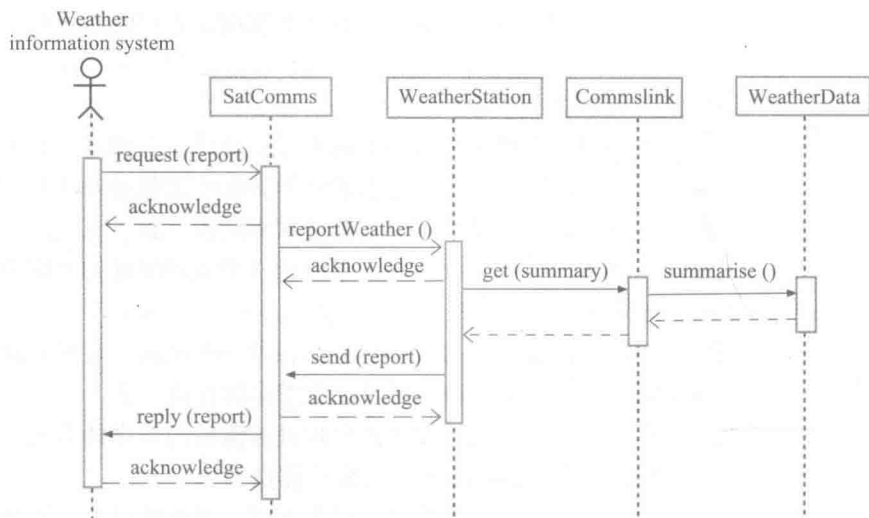 Weather
information system
SatComms
WeatherStation
Commslink
WeatherData
request (report)
acknowledge
reportWeather ()
acknowledge
get (summary)
summarise ()
send (report)
acknowledge
reply (report)
acknowledge